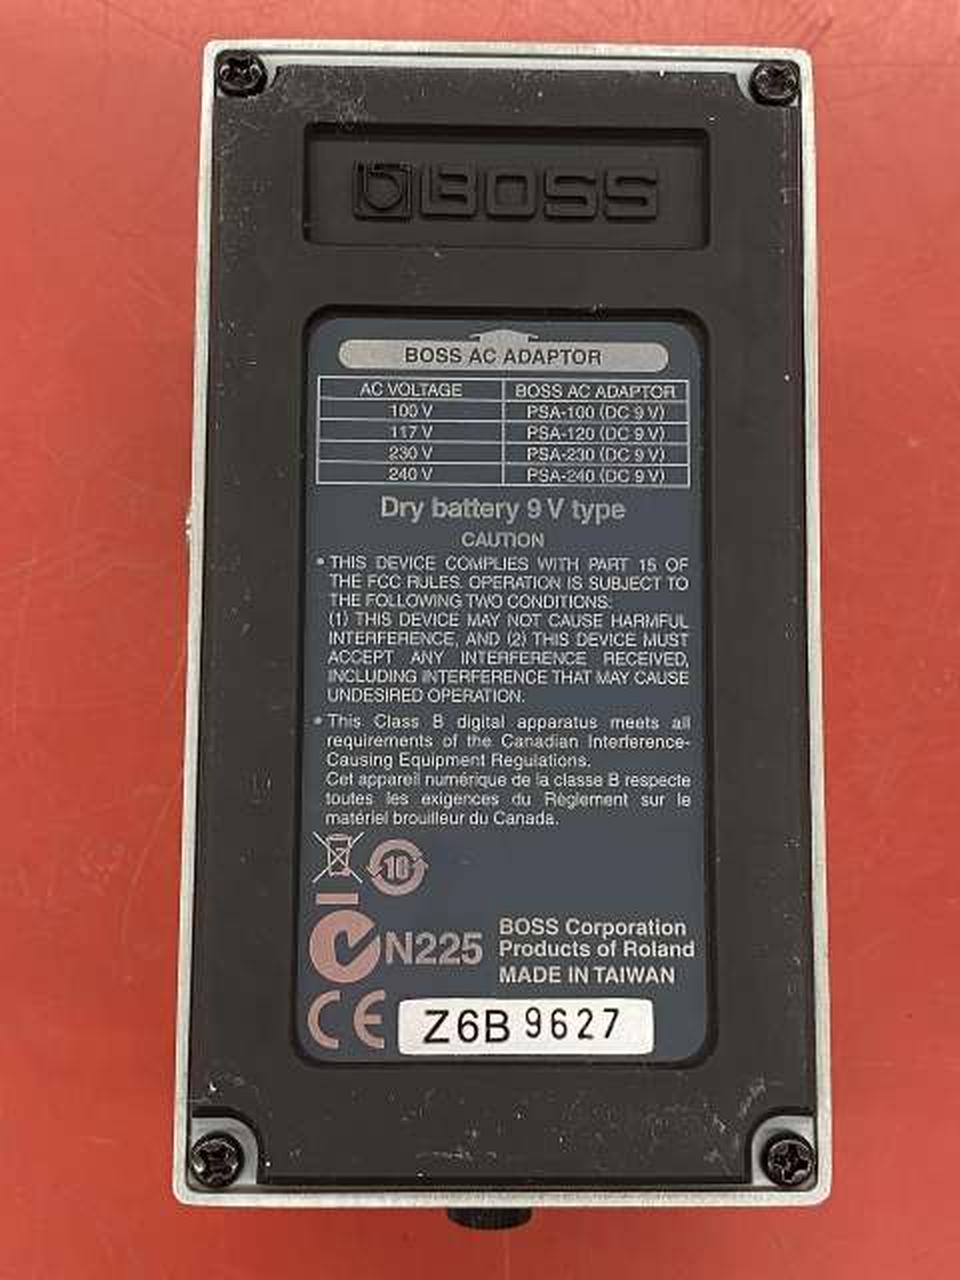 BOSS
BOSS AC ADAPTOR
AC VOLTAGE BOSS AC ADAPTOR
100 V PSA-100 (DC 9 V)
117 V PSA-120 (DC 9 V)
230 V PSA-230 (DC 9 V)
240 V PSA-240 (DC 9 V)
Dry battery 9 V type
CAUTION
• THIS DEVICE COMPLIES WITH PART 15 OF
THE FCC RULES. OPERATION IS SUBJECT TO
THE FOLLOWING TWO CONDITIONS:
(1) THIS DEVICE MAY NOT CAUSE HARMFUL
INTERFERENCE, AND (2) THIS DEVICE MUST
ACCEPT ANY INTERFERENCE RECEIVED,
INCLUDING INTERFERENCE THAT MAY CAUSE
UNDESIRED OPERATION.
• This Class B digital apparatus meets all
requirements of the Canadian Interference-
Causing Equipment Regulations.
Cet appareil numérique de la classe B respecte
toutes les exigences du Règlement sur le
matériel brouilleur du Canada.
10
N225
BOSS Corporation
Products of Roland
MADE IN TAIWAN
CE
Z6B 9627